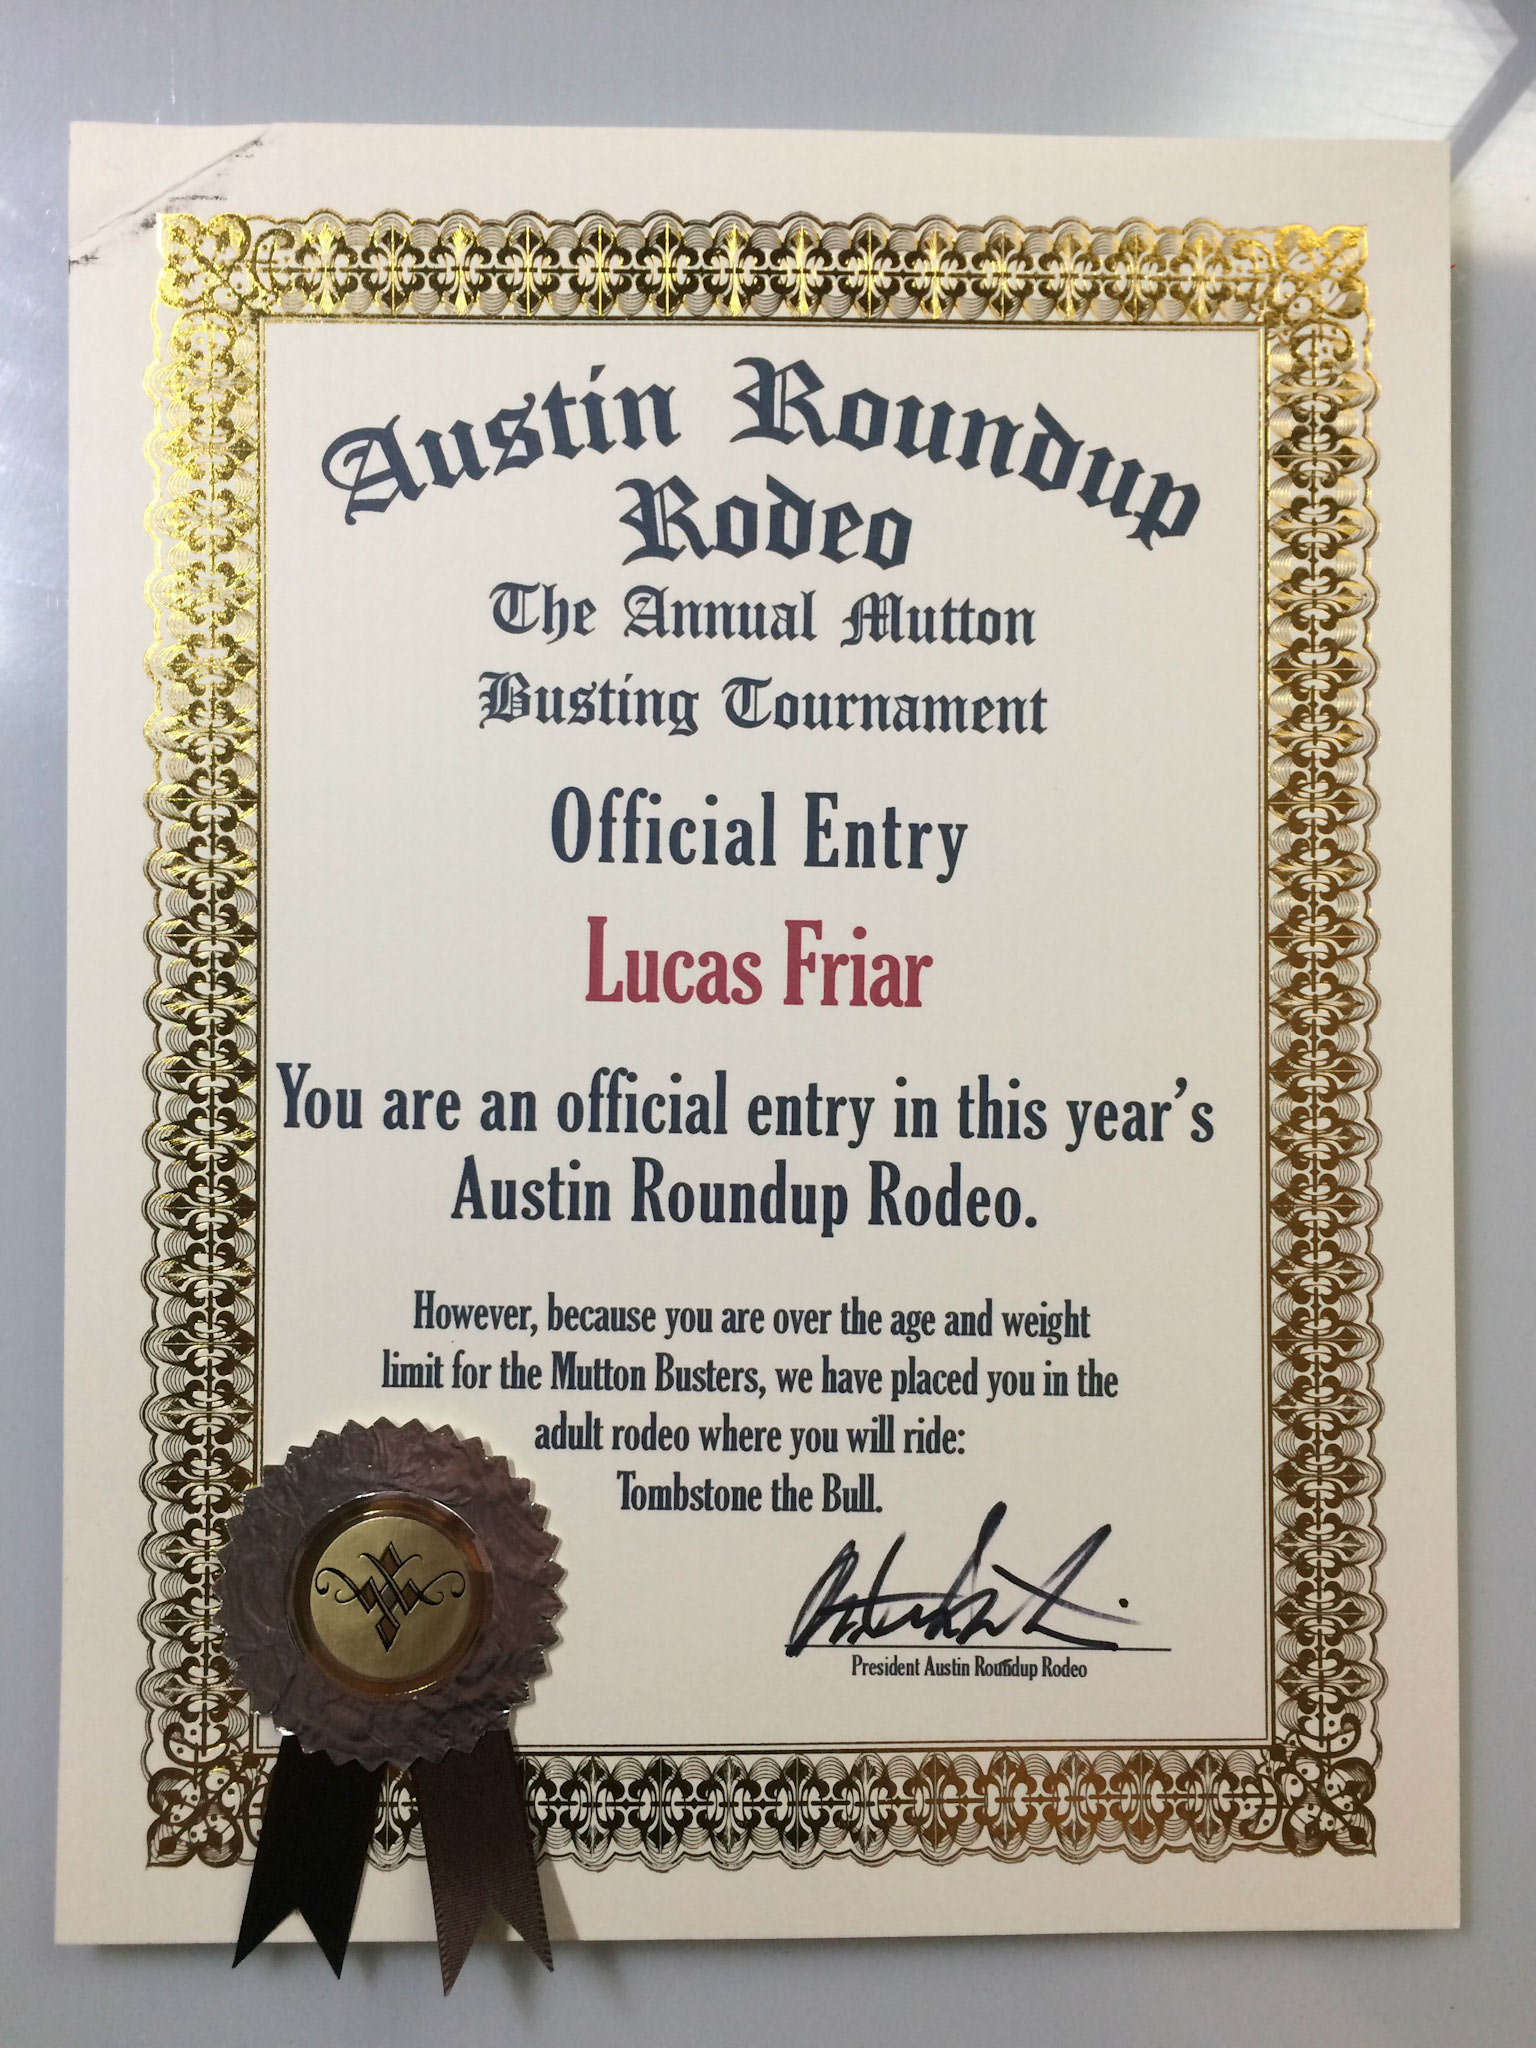 Austin Roundup
Rodeo
The Annual Mutton
Busting Tournament
Official Entry
Lucas Friar
You are an official entry in this year's
Austin Roundup Rodeo.
However, because you are over the age and weight
limit for the Mutton Busters, we have placed you in the
adult rodeo where you will ride:
Tombstone the Bull.
President Austin Roundup Rodeo